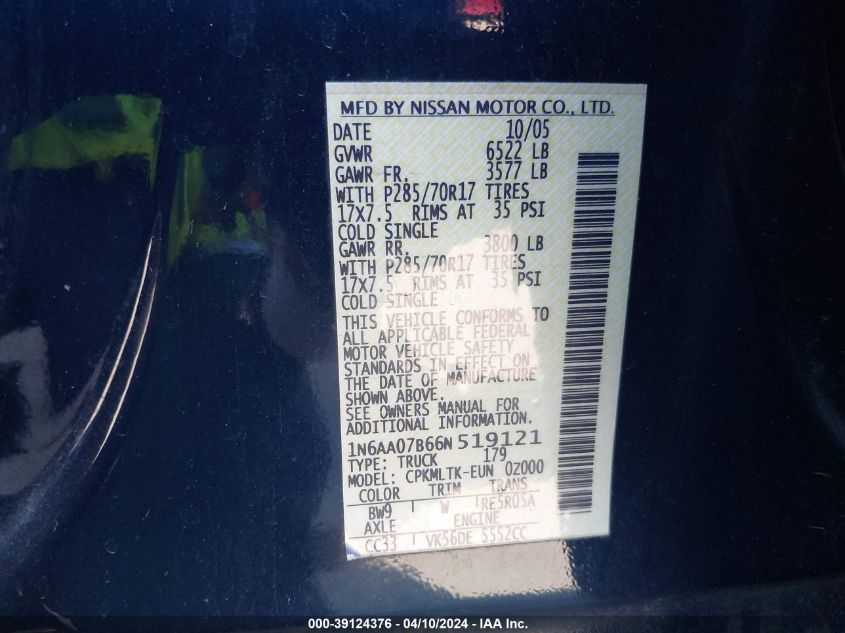 MFD BY NISSAN MOTOR CO., LTD.
DATE 10/05
GVWR 6522 LB
GAWR FR. 3577 LB
WITH P285/70R17 TIRES
17X7.5 RIMS AT 35 PSI
COLD SINGLE
GAWR RR. 3800 LB
WITH P285/70R17 TIRES
17X7.5 RIMS AT 35 PSI
COLD SINGLE
THIS VEHICLE CONFORMS TO
ALL APPLICABLE FEDERAL
MOTOR VEHICLE SAFETY
STANDARDS IN EFFECT ON
THE DATE OF MANUFACTURE
SHOWN ABOVE.
SEE OWNERS MANUAL FOR
ADDITIONAL INFORMATION.
1N6AA07B66N519121
TYPE: TRUCK 179
MODEL: CPKMLTK-EUN 0Z000
COLOR TRIM TRANS
BW9 W RE5R05A
AXLE ENGINE
CC33 VK56DE 5552CC
000-39124376 - 04/10/2024 - IAA Inc.